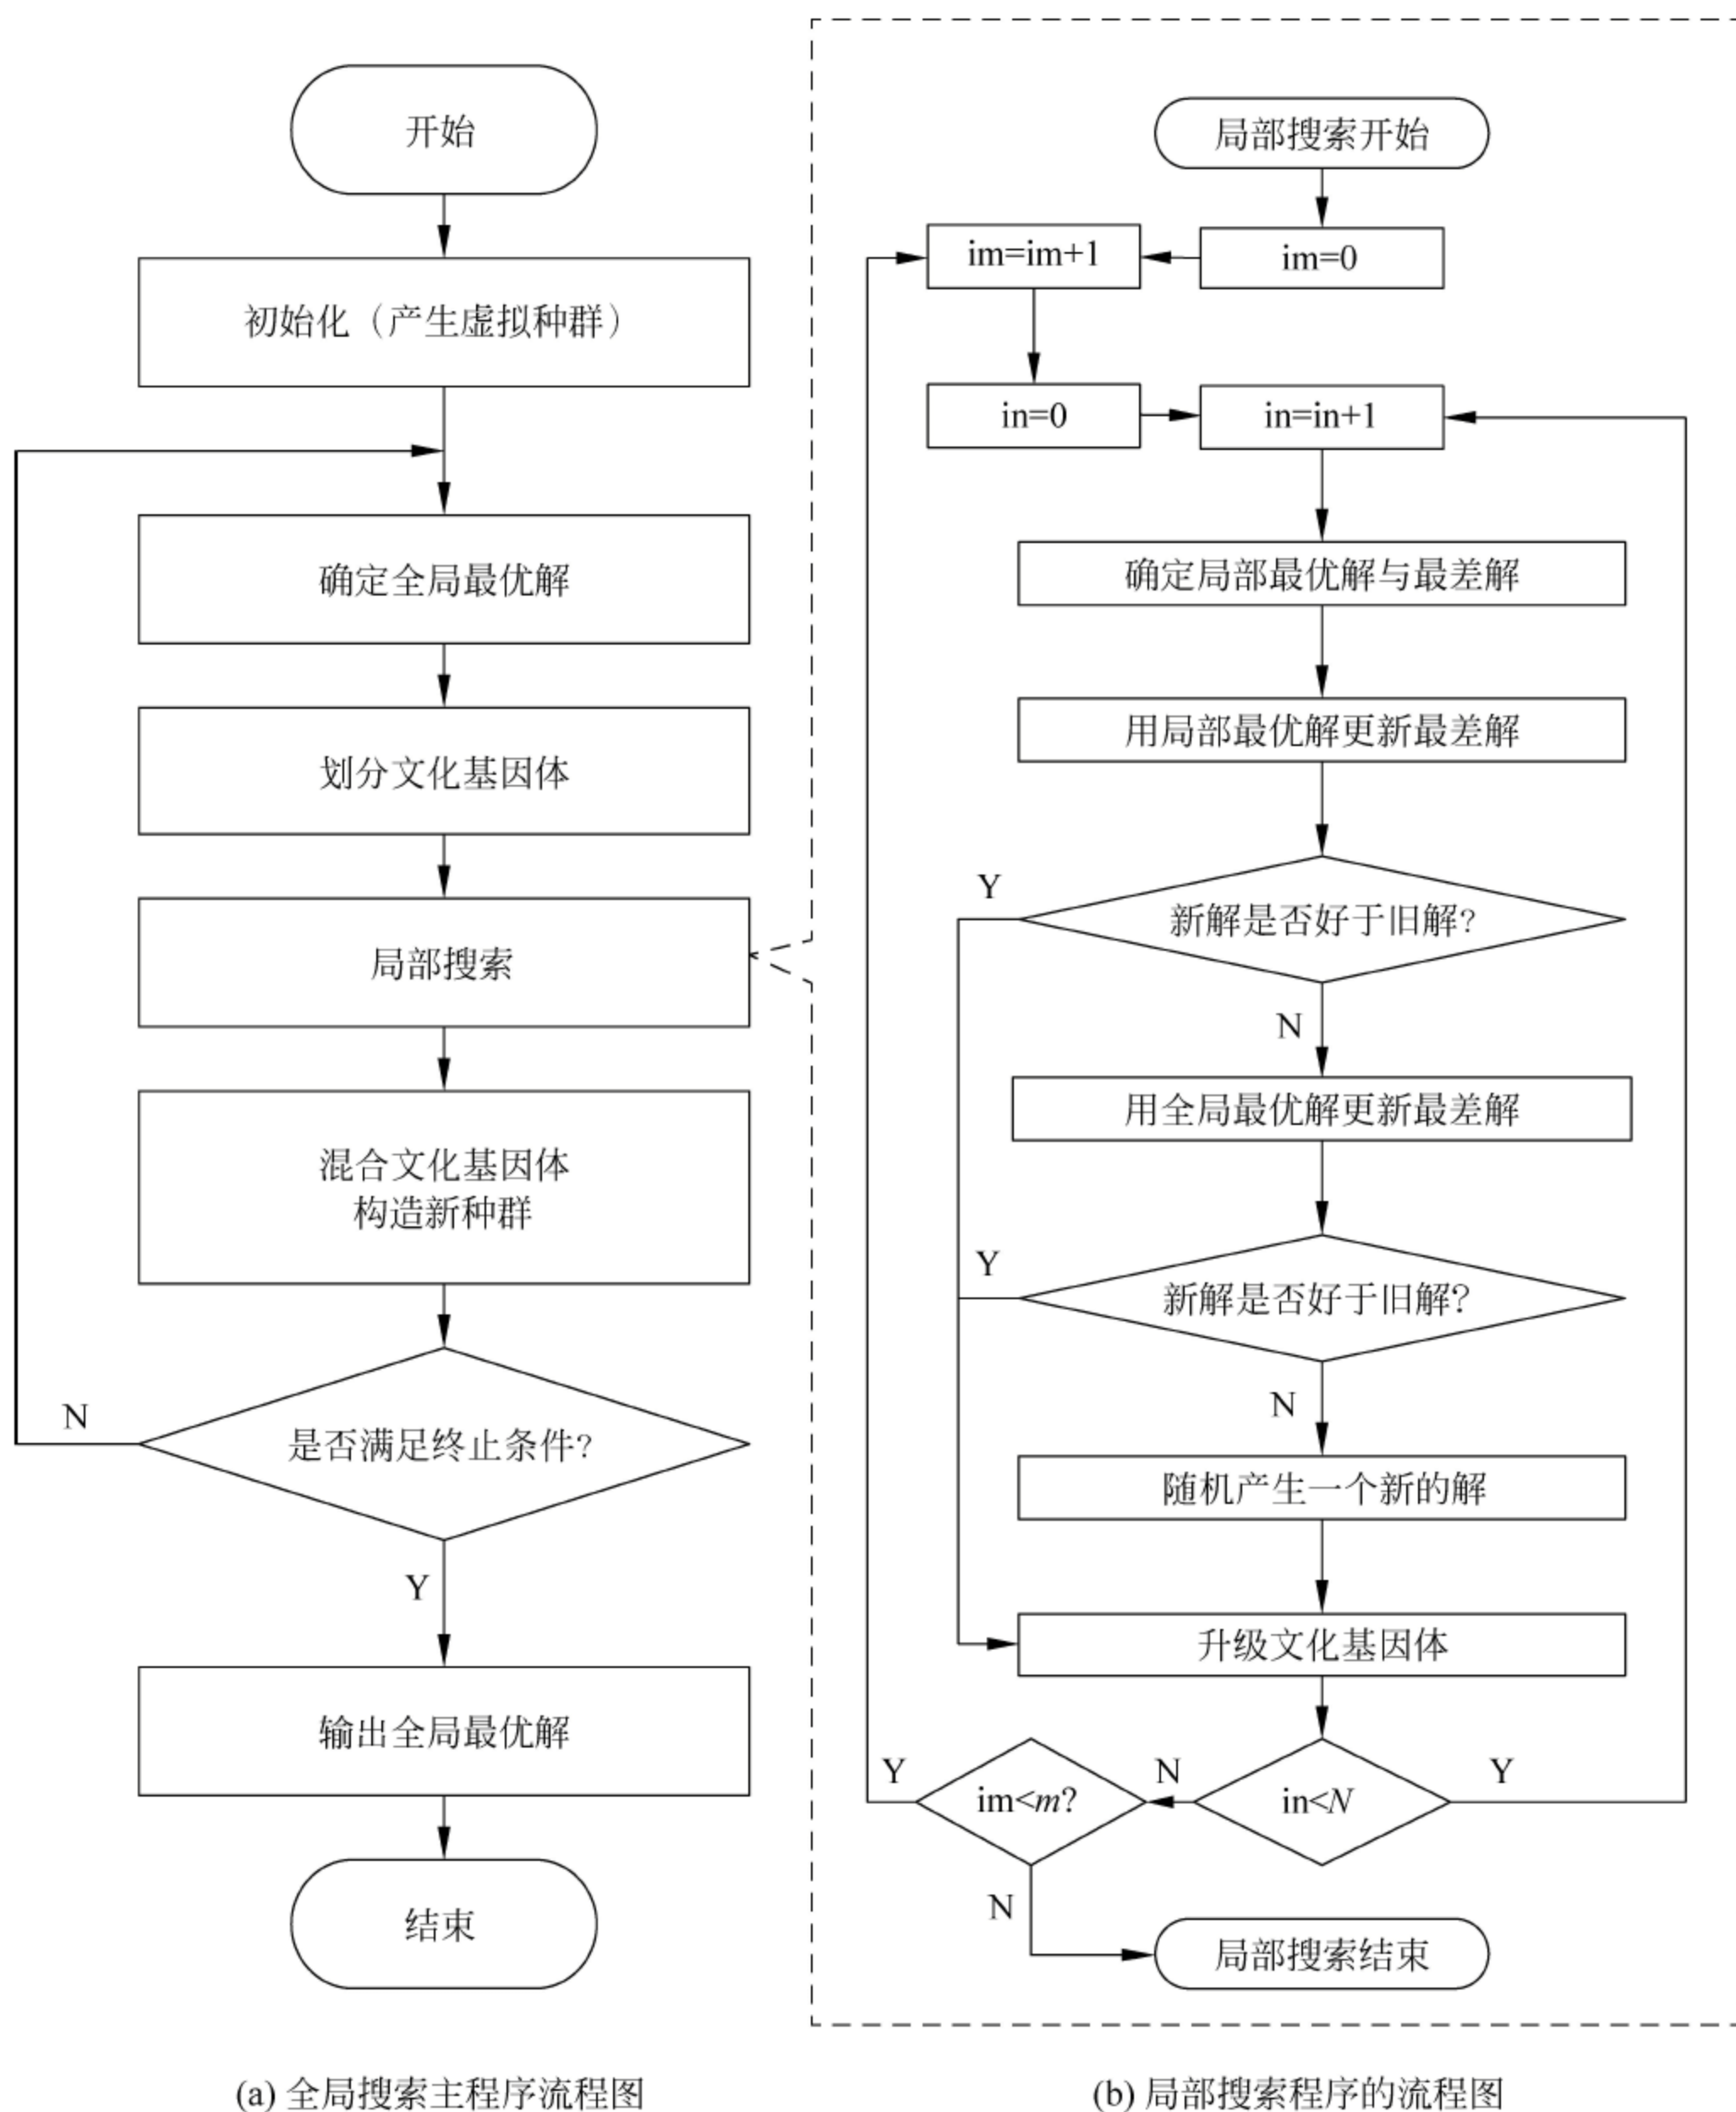 开始
初始化（产生虚拟种群）
确定全局最优解
划分文化基因体
局部搜索
混合文化基因体
构造新种群
是否满足终止条件?
N
Y
输出全局最优解
结束
(a) 全局搜索主程序流程图
局部搜索开始
im=im+1
im=0
in=0
in=in+1
确定局部最优解与最差解
用局部最优解更新最差解
Y
新解是否好于旧解?
N
用全局最优解更新最差解
Y
新解是否好于旧解?
N
随机产生一个新的解
升级文化基因体
Y
im<m?
N
in<N
Y
N
局部搜索结束
(b) 局部搜索程序的流程图